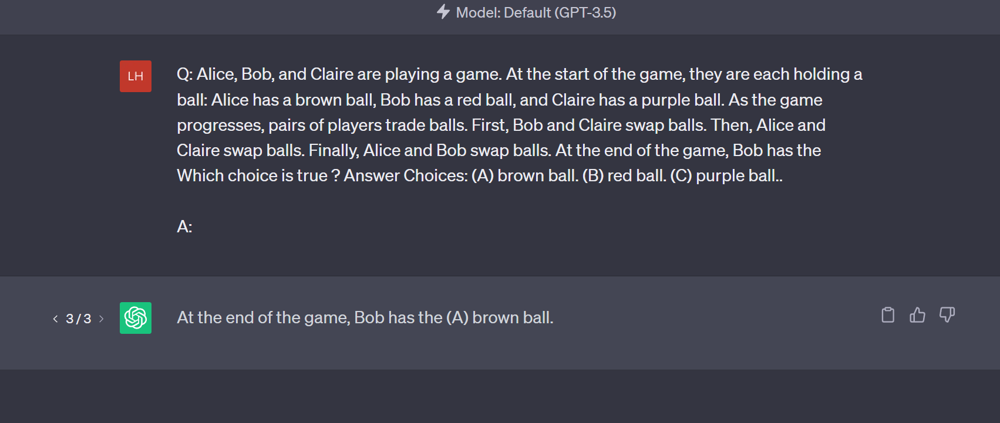 Model: Default (GPT-3.5)
LH
Q: Alice, Bob, and Claire are playing a game. At the start of the game, they are each holding a
ball: Alice has a brown ball, Bob has a red ball, and Claire has a purple ball. As the game
progresses, pairs of players trade balls. First, Bob and Claire swap balls. Then, Alice and
Claire swap balls. Finally, Alice and Bob swap balls. At the end of the game, Bob has the
Which choice is true ? Answer Choices: (A) brown ball. (B) red ball. (C) purple ball..
A:
< 3 / 3 >
At the end of the game, Bob has the (A) brown ball.